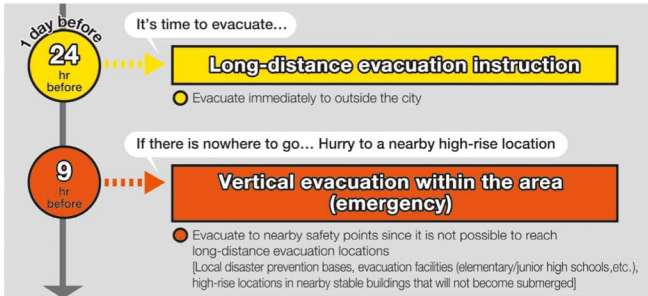 1 day before
24
hr
before
It's time to evacuate…
Long-distance evacuation instruction
Evacuate immediately to outside the city
If there is nowhere to go… Hurry to a nearby high-rise location
9
hr
before
Vertical evacuation within the area
(emergency)
Evacuate to nearby safety points since it is not possible to reach
long-distance evacuation locations
[Local disaster prevention bases, evacuation facilities (elementary/junior high schools,etc.),
high-rise locations in nearby stable buildings that will not become submerged]